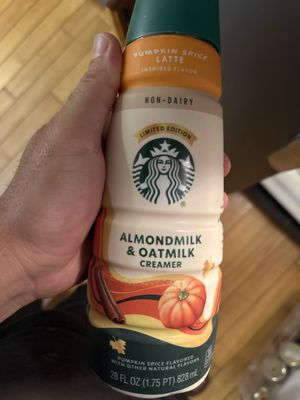 PUMPKIN SPICE
LATTE
INSPIRED FLAVOR
NON-DAIRY
LIMITED EDITION
ALMONDMILK
& OATMILK
CREAMER
PUMPKIN SPICE FLAVORED
WITH OTHER NATURAL FLAVORS
28 FL OZ (1.75 PT) 828 mL